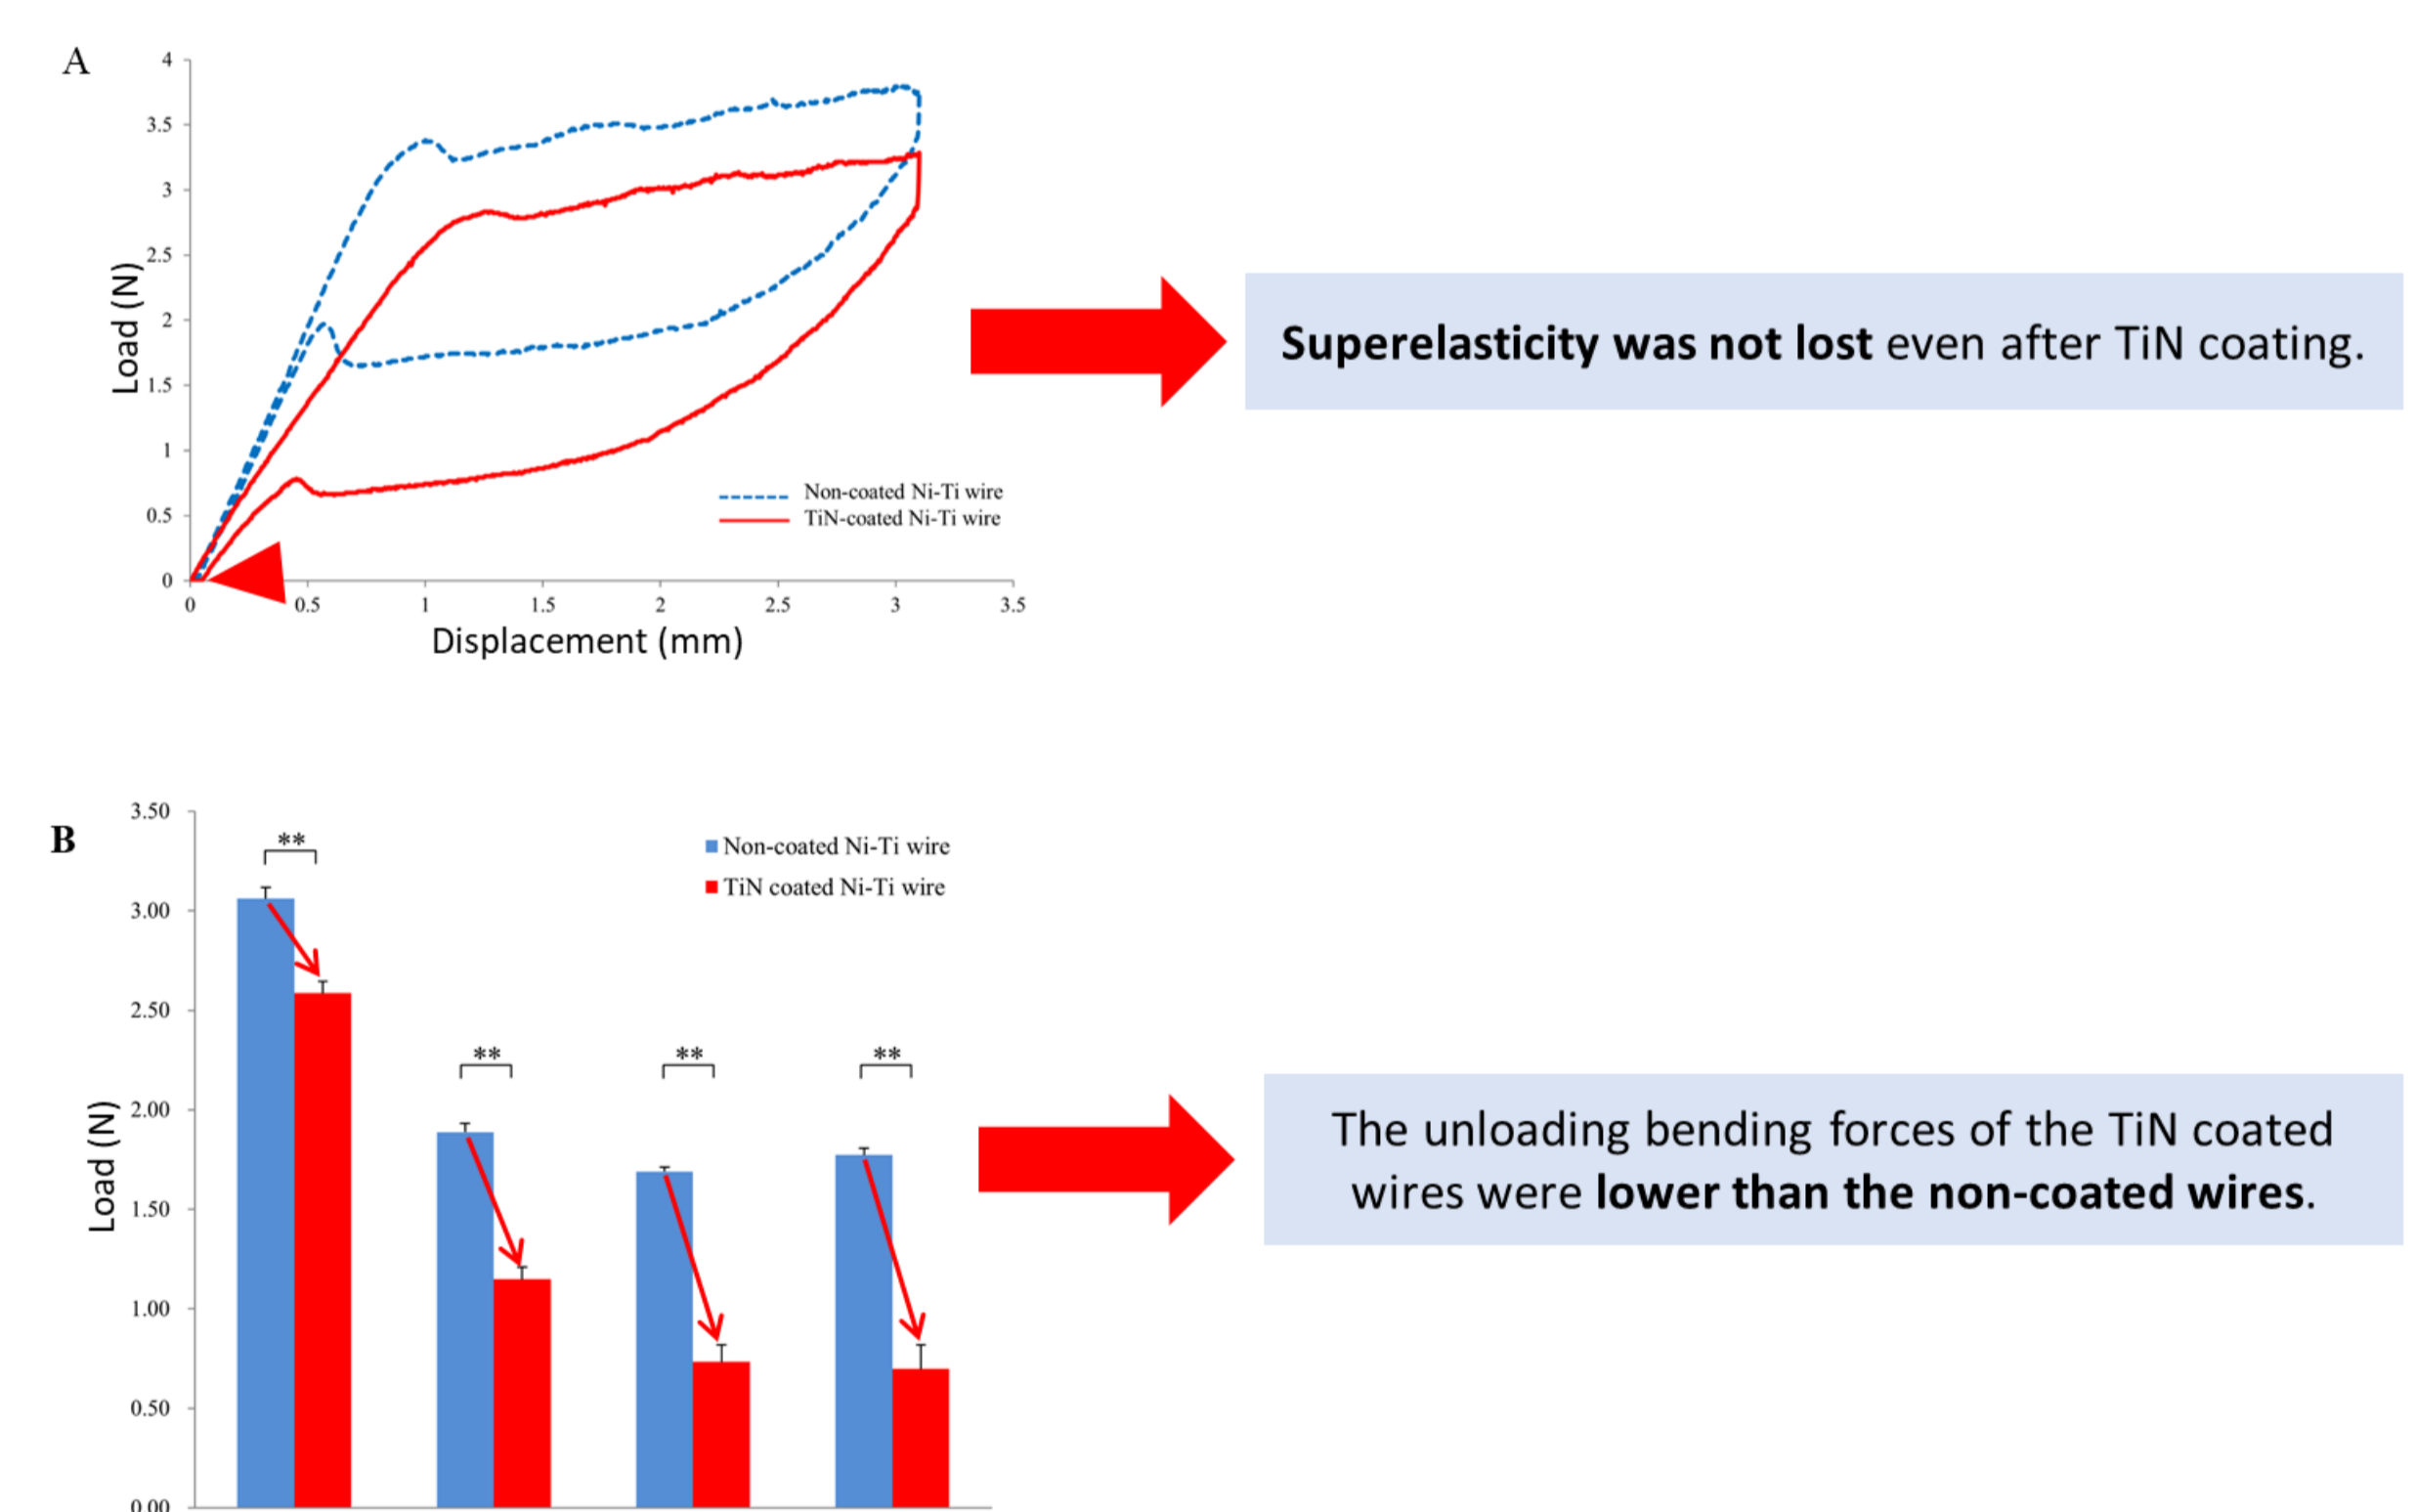 A
4
3.5
3
2.5
2
1.5
1
0.5
0
Load (N)
0 0.5 1 1.5 2 2.5 3 3.5
Displacement (mm)
Non-coated Ni-Ti wire
TiN-coated Ni-Ti wire
Superelasticity was not lost even after TiN coating.
B
3.50
3.00
2.50
2.00
1.50
1.00
0.50
0.00
Load (N)
**
**
**
**
Non-coated Ni-Ti wire
TiN coated Ni-Ti wire
The unloading bending forces of the TiN coated
wires were lower than the non-coated wires.